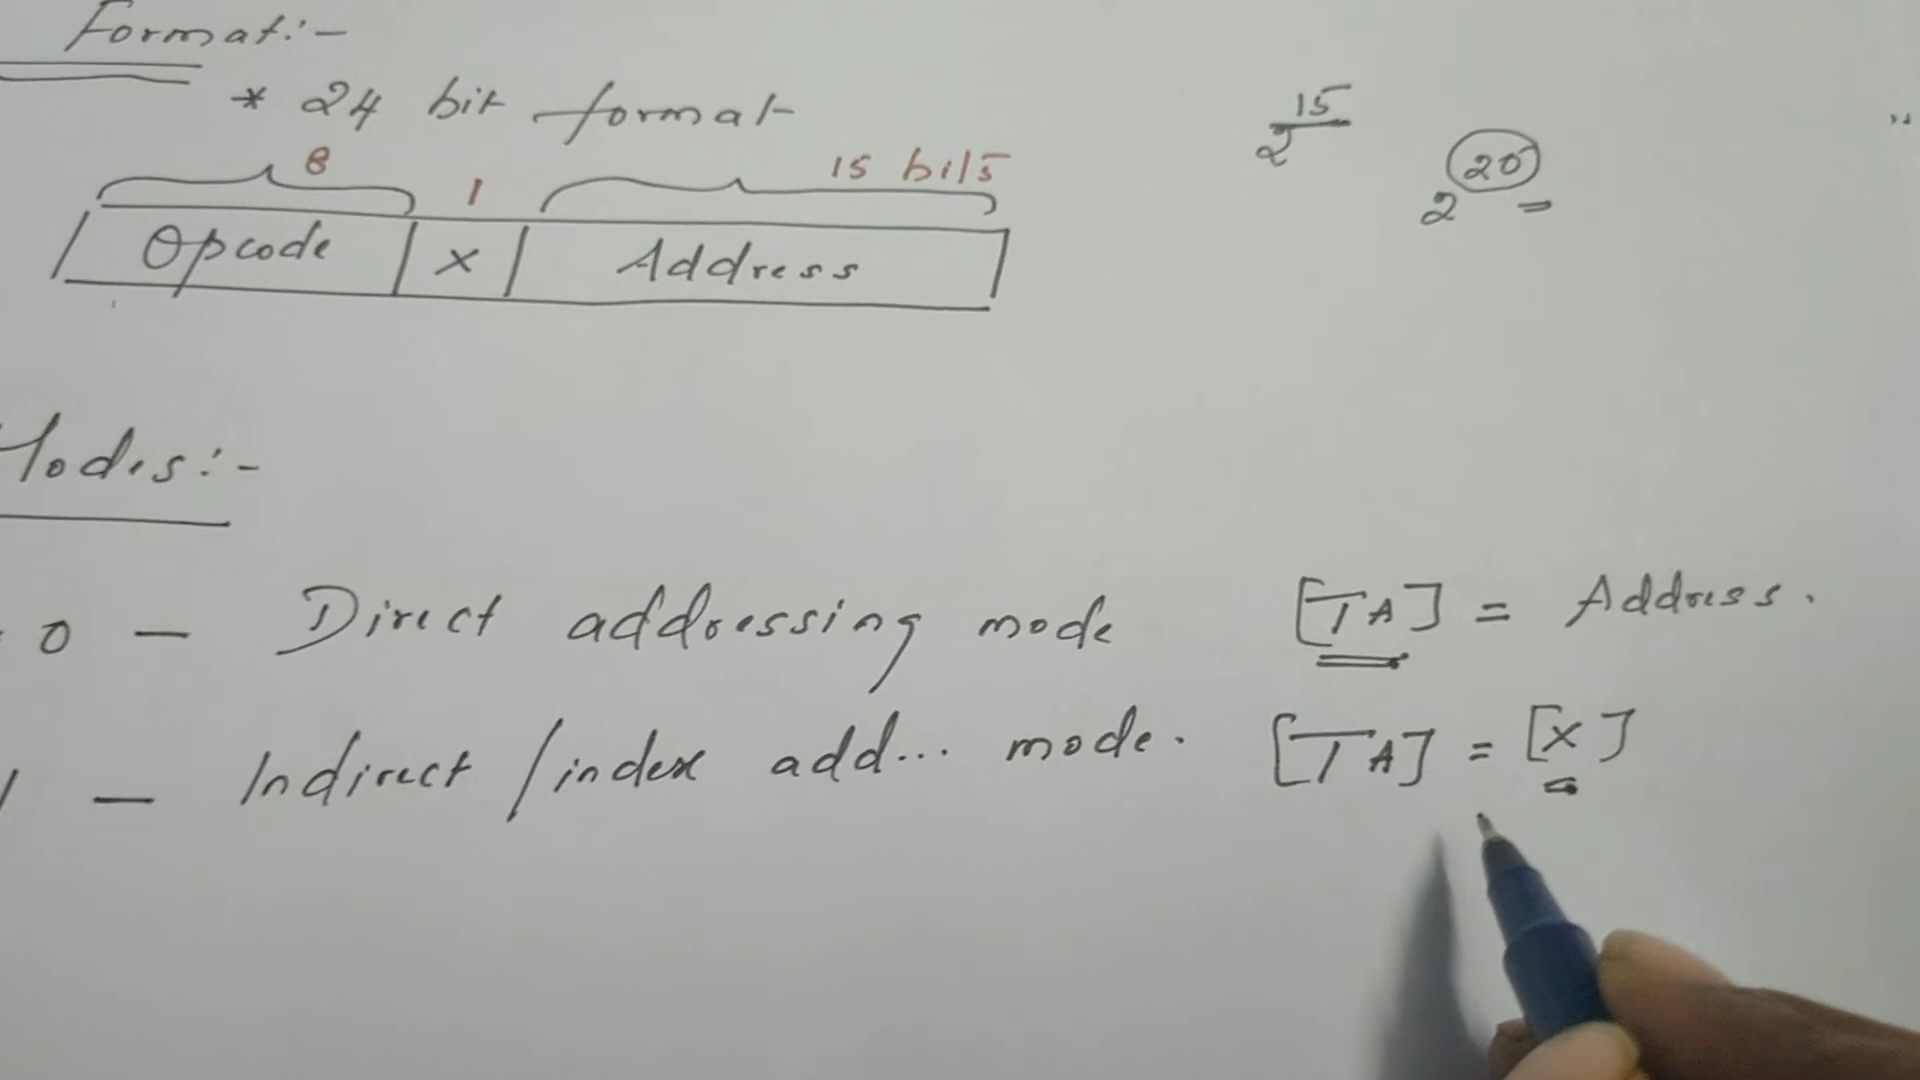 Format:-
* 24 bit format
8 1 15 bits
Opcode x Address
2^15
2^20
Modes:-
0 - Direct addressing mode [TA] = Address.
1 - Indirect / index add... mode. [TA] = [x]